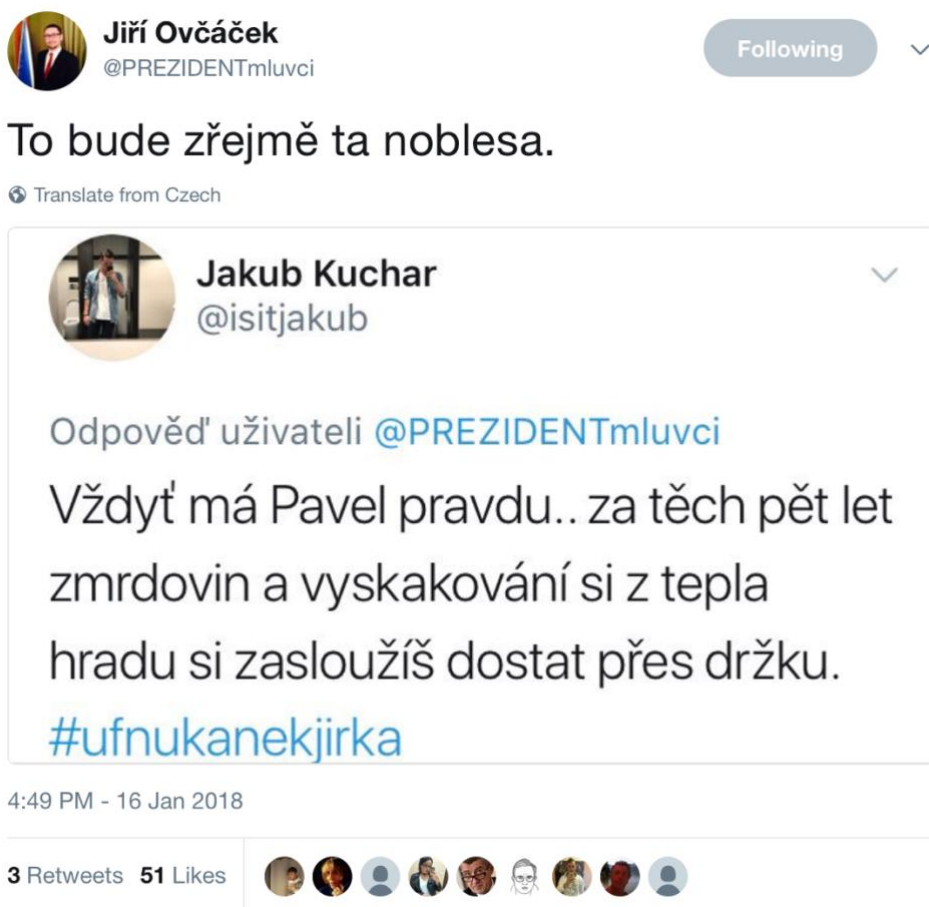 Jiří Ovčáček
@PREZIDENTmluvci
Following
To bude zřejmě ta noblesa.
Translate from Czech
Jakub Kuchar
@isitjakub
Odpověď uživateli @PREZIDENTmluvci
Vždyť má Pavel pravdu.. za těch pět let
zmrdovin a vyskakování si z tepla
hradu si zasloužíš dostat přes držku.
#ufnukanekjirka
4:49 PM - 16 Jan 2018
3 Retweets 51 Likes